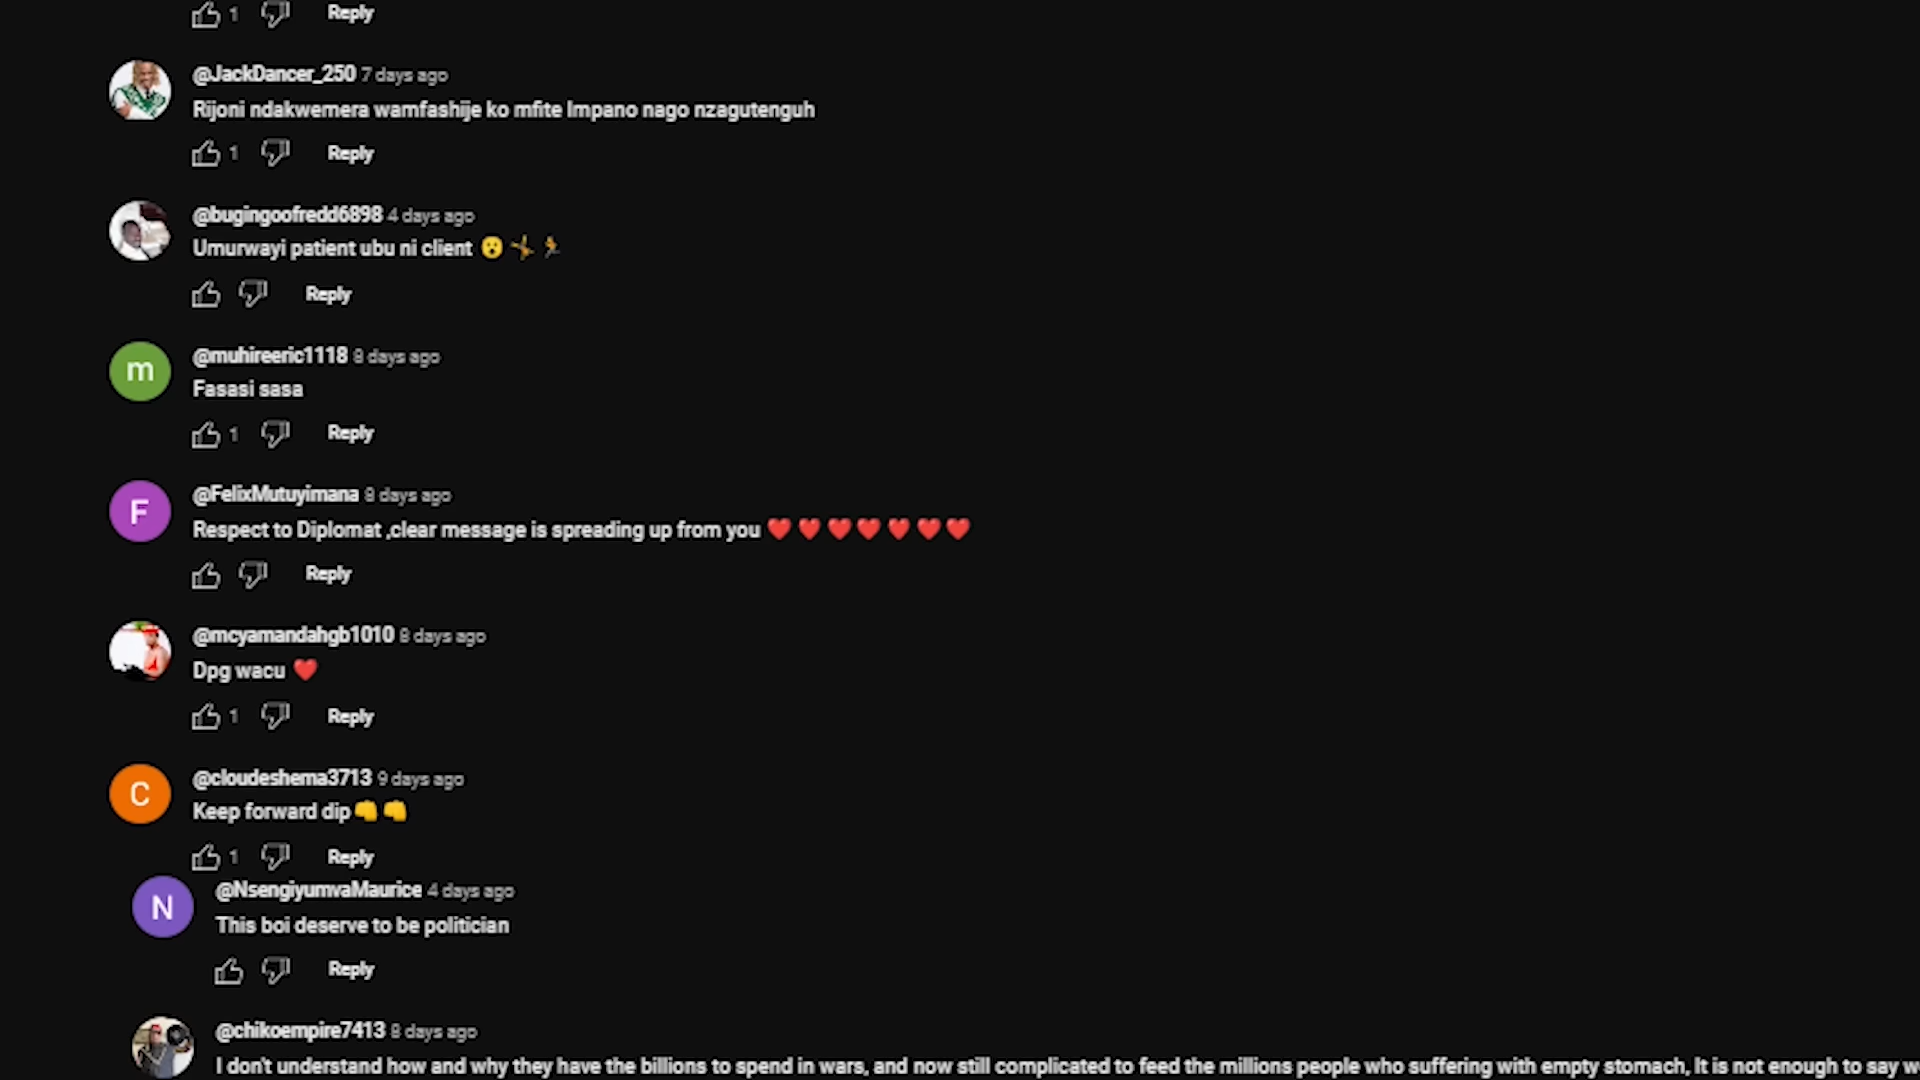 1 Reply
@JackDancer_250 7 days ago
Rijoni ndakwemera wamfashije ko mfite Impano nago nzagutenguh
1 Reply
@bugingoofredd6898 4 days ago
Umurwayi patient ubu ni client 😮🤸🏃
Reply
m
@muhireeric1118 8 days ago
Fasasi sasa
1 Reply
F
@FelixMutuyimana 8 days ago
Respect to Diplomat ,clear message is spreading up from you ❤️❤️❤️❤️❤️❤️❤️
Reply
@mcyamandahgb1010 8 days ago
Dpg wacu ❤️
1 Reply
C
@cloudeshema3713 9 days ago
Keep forward dip👊👊
1 Reply
N
@NsengiyumvaMaurice 4 days ago
This boi deserve to be politician
Reply
@chikoempire7413 8 days ago
I don't understand how and why they have the billions to spend in wars, and now still complicated to feed the millions people who suffering with empty stomach, It is not enough to say